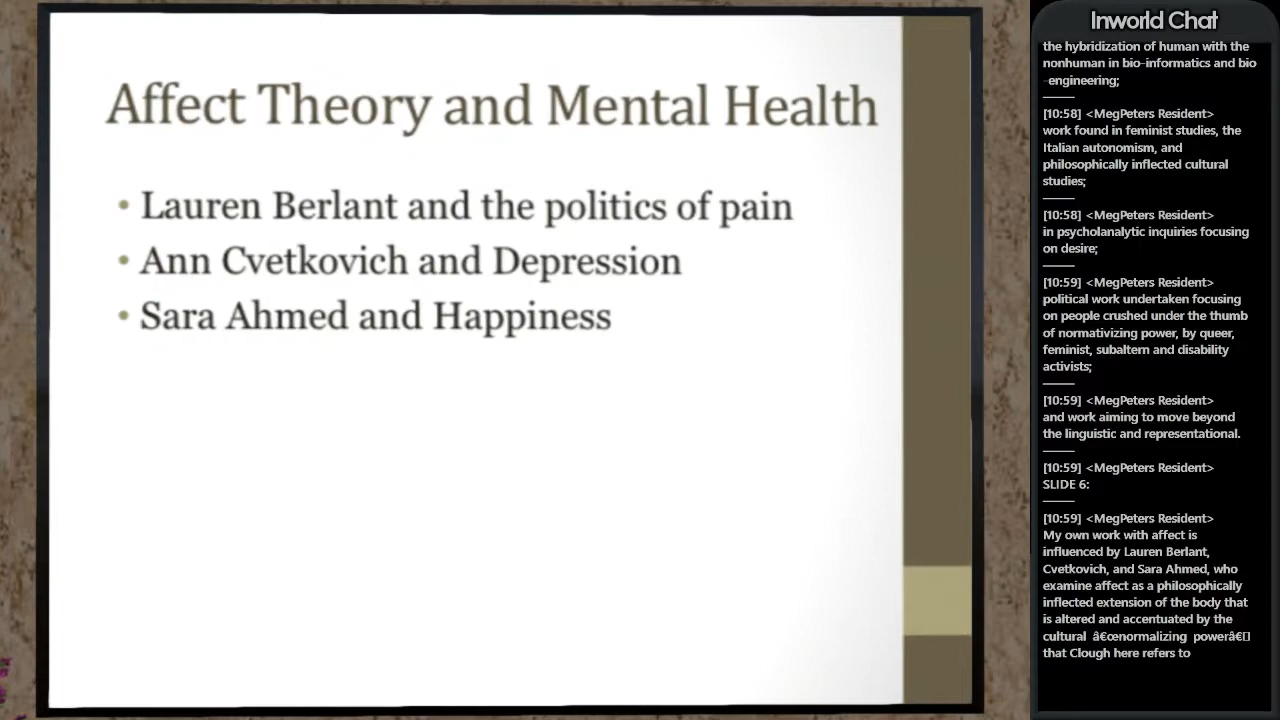 Affect Theory and Mental Health
• Lauren Berlant and the politics of pain
• Ann Cvetkovich and Depression
• Sara Ahmed and Happiness
Inworld Chat
the hybridization of human with the
nonhuman in bio-informatics and bio
-engineering;
[10:58] <MegPeters Resident>
work found in feminist studies, the
Italian autonomism, and
philosophically inflected cultural
studies;
[10:58] <MegPeters Resident>
in psycholanalytic inquiries focusing
on desire;
[10:59] <MegPeters Resident>
political work undertaken focusing
on people crushed under the thumb
of normativizing power, by queer,
feminist, subaltern and disability
activists;
[10:59] <MegPeters Resident>
and work aiming to move beyond
the linguistic and representational.
[10:59] <MegPeters Resident>
SLIDE 6:
[10:59] <MegPeters Resident>
My own work with affect is
influenced by Lauren Berlant,
Cvetkovich, and Sara Ahmed, who
examine affect as a philosophically
inflected extension of the body that
is altered and accentuated by the
cultural “normalizing powerâ€▯
that Clough here refers to